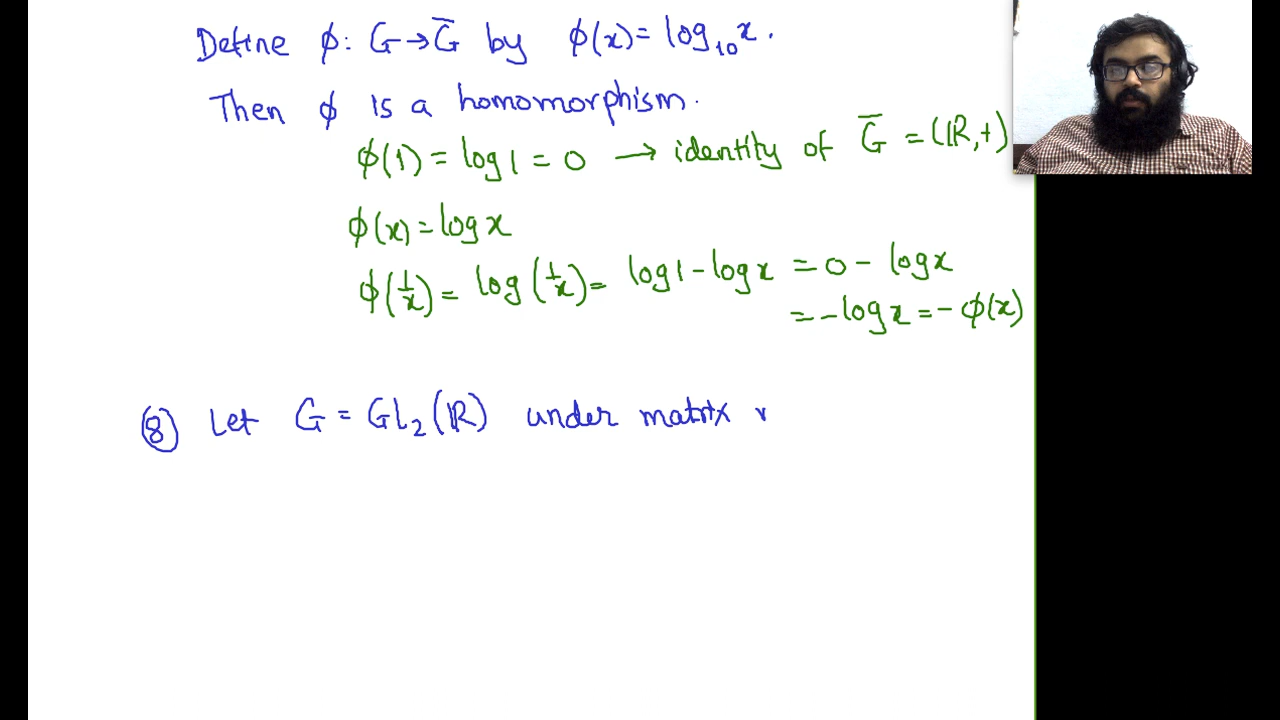 Define φ: G→G̅ by φ(x) = log₁₀x.
Then φ is a homomorphism.
φ(1) = log 1 = 0 → identity of G̅ = (ℝ,+)
φ(x) = log x
φ(1/x) = log(1/x) = log 1 − log x = 0 − log x
= − log x = − φ(x)
⑧ Let G = GL₂(ℝ) under matrix